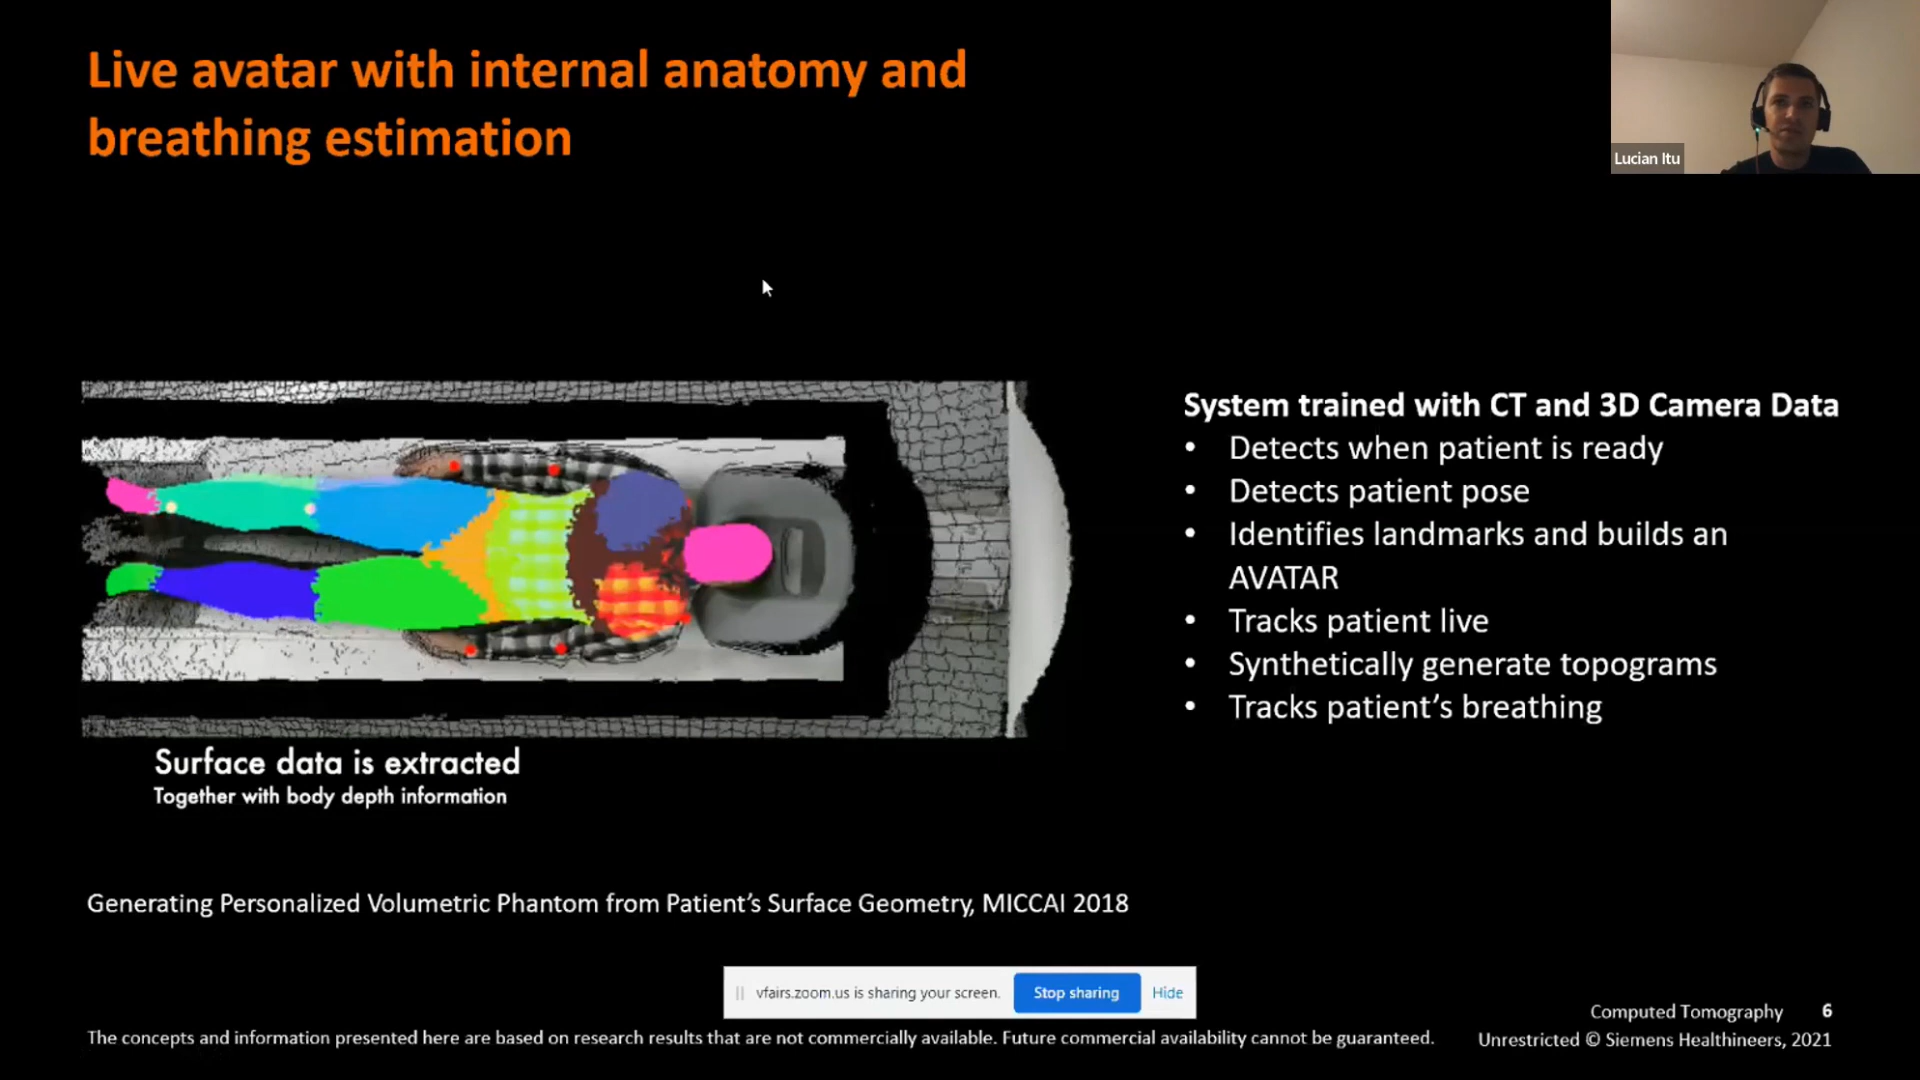 Live avatar with internal anatomy and
breathing estimation
Lucian Itu
System trained with CT and 3D Camera Data
• Detects when patient is ready
• Detects patient pose
• Identifies landmarks and builds an
AVATAR
• Tracks patient live
• Synthetically generate topograms
• Tracks patient’s breathing
Surface data is extracted
Together with body depth information
Generating Personalized Volumetric Phantom from Patient’s Surface Geometry, MICCAI 2018
vfairs.zoom.us is sharing your screen. Stop sharing Hide
Computed Tomography 6
The concepts and information presented here are based on research results that are not commercially available. Future commercial availability cannot be guaranteed.
Unrestricted © Siemens Healthineers, 2021